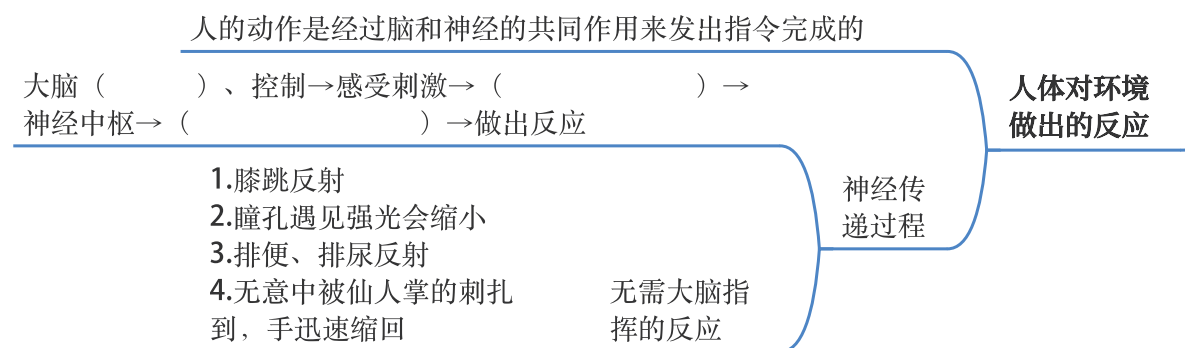 人的动作是经过脑和神经的共同作用来发出指令完成的
大脑（　　　）、控制→感受刺激→（　　　　　　　）→
神经中枢→（　　　　　　　　）→做出反应
人体对环境
做出的反应
1.膝跳反射
2.瞳孔遇见强光会缩小
3.排便、排尿反射
4.无意中被仙人掌的刺扎
到，手迅速缩回
无需大脑指
挥的反应
神经传
递过程